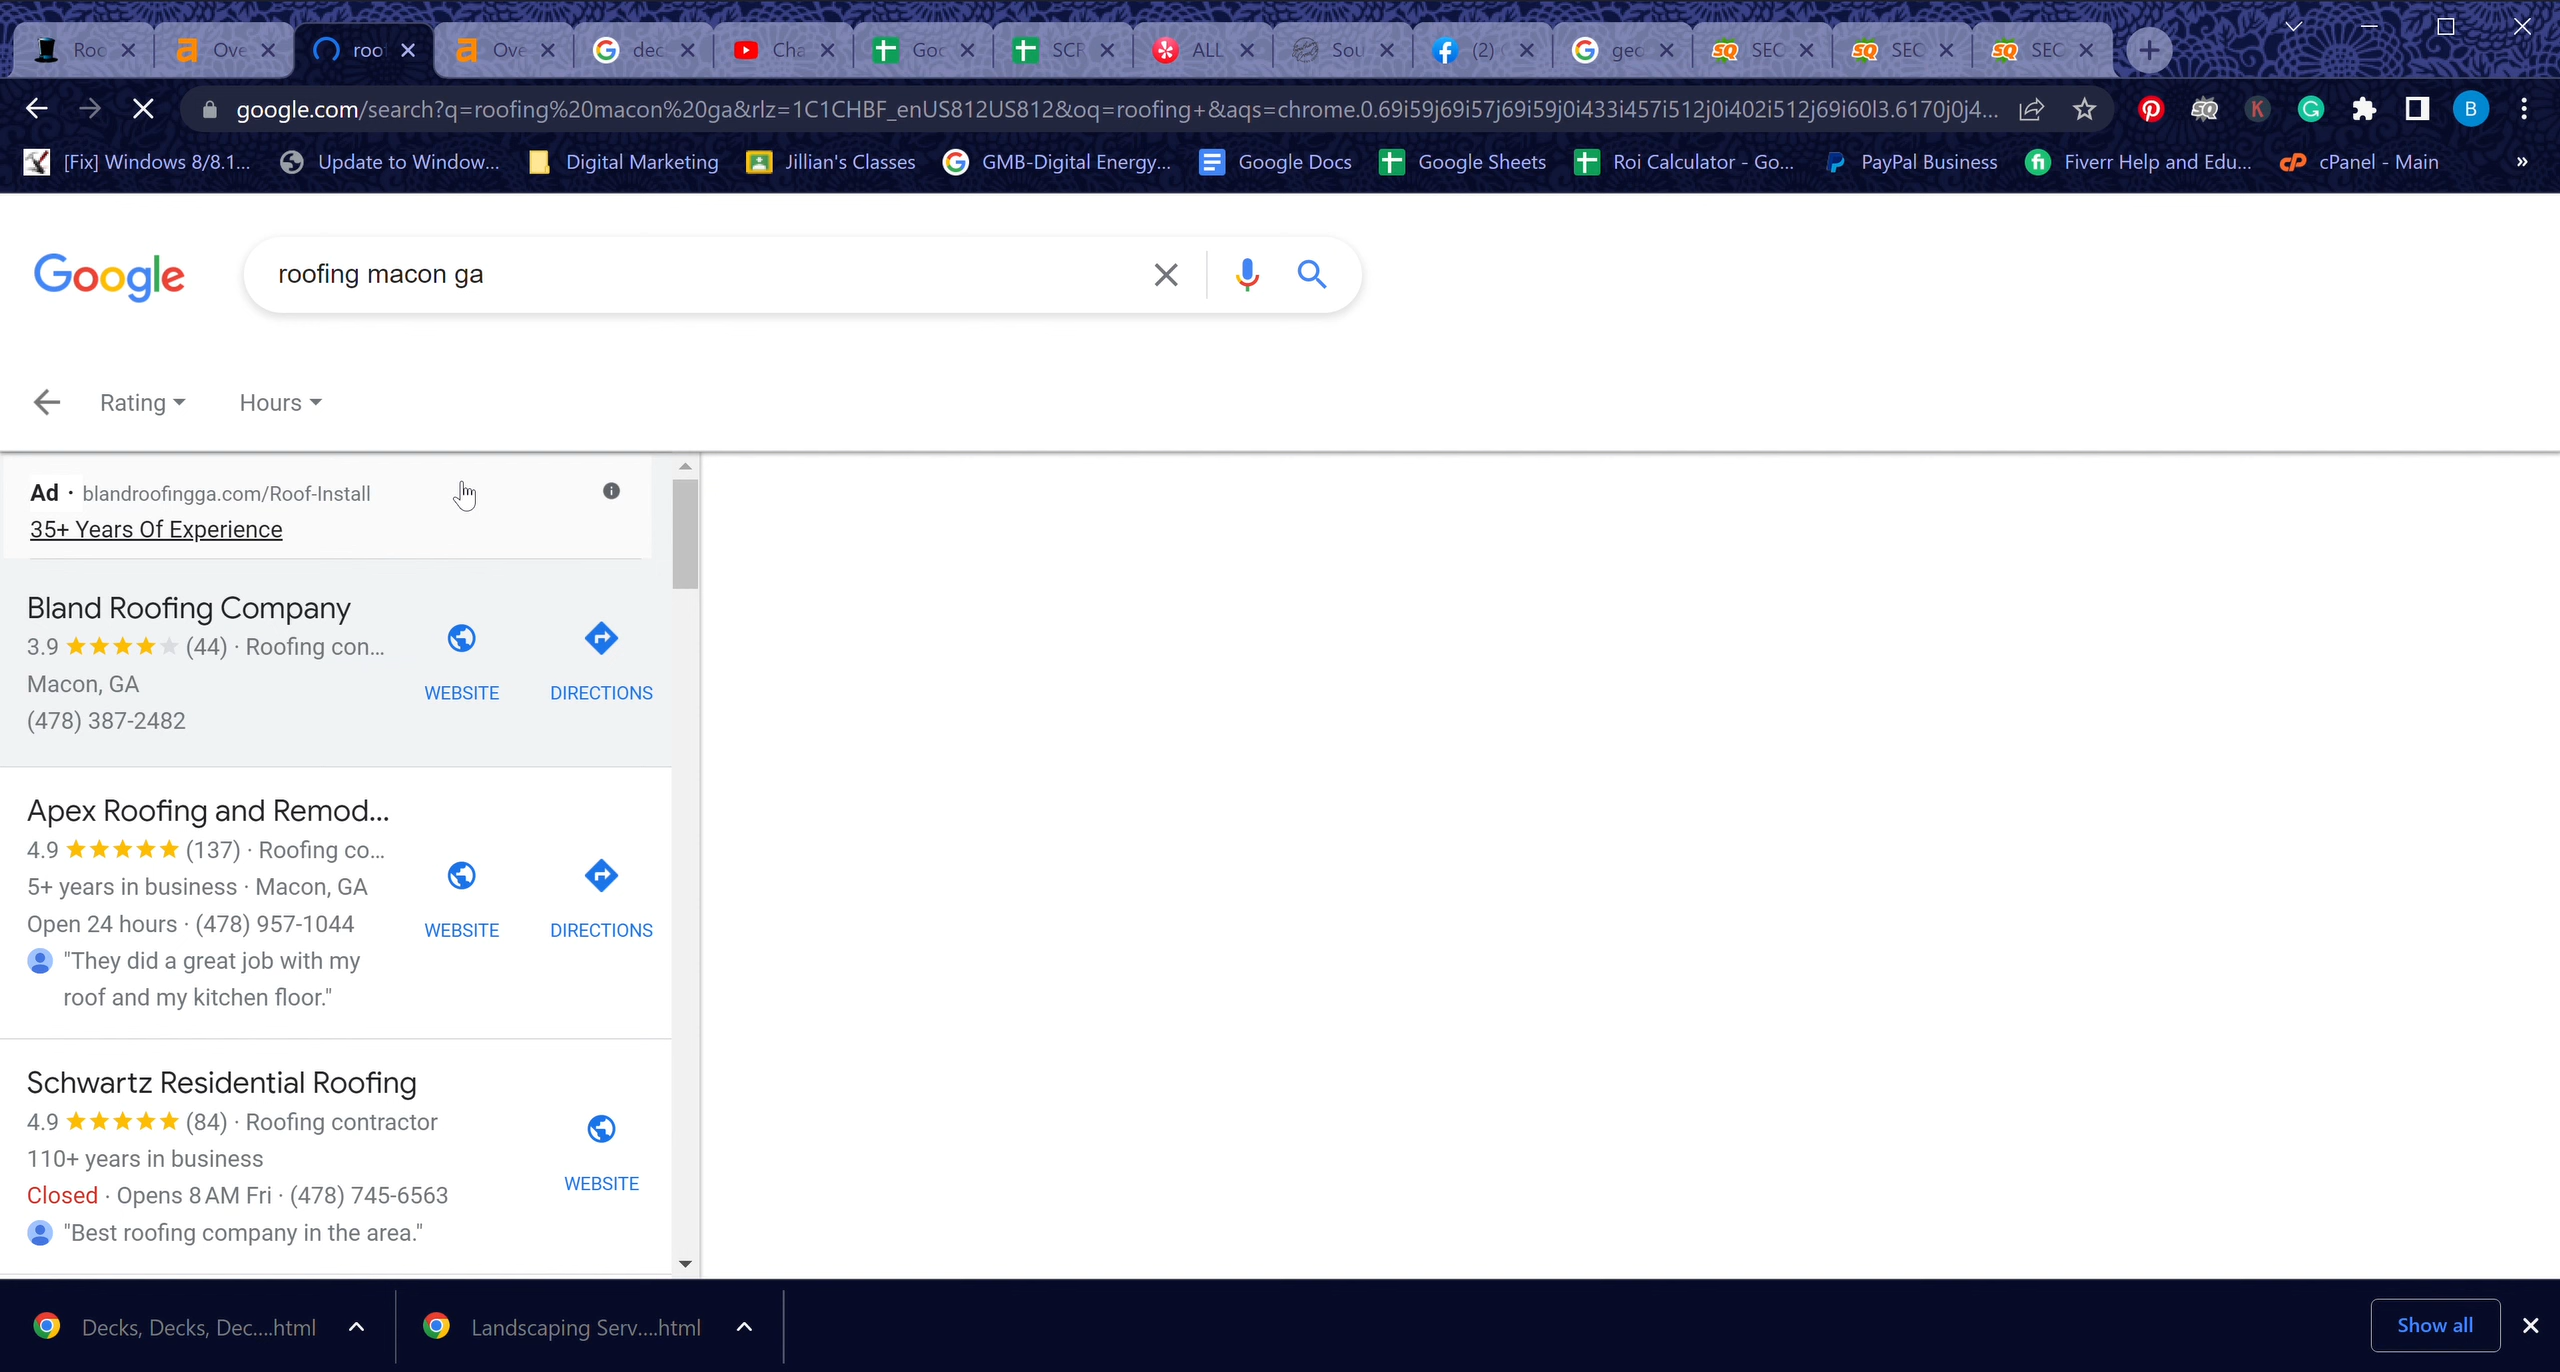 Roc
Ove
roo
Ove
dec
Cha
Goc
SCR
ALL
Sou
(2)
geo
SEC
SEC
SEC
google.com/search?q=roofing%20macon%20ga&rlz=1C1CHBF_enUS812US812&oq=roofing+&aqs=chrome.0.69i59j69i57j69i59j0i433i457i512j0i402i512j69i60l3.6170j0j4...
[Fix] Windows 8/8.1...
Update to Window...
Digital Marketing
Jillian's Classes
GMB-Digital Energy...
Google Docs
Google Sheets
Roi Calculator - Go...
PayPal Business
Fiverr Help and Edu...
cPanel - Main
»
Google
roofing macon ga
Rating
Hours
Ad · blandroofingga.com/Roof-Install
35+ Years Of Experience
Bland Roofing Company
3.9 (44) · Roofing con...
Macon, GA
(478) 387-2482
WEBSITE
DIRECTIONS
Apex Roofing and Remod...
4.9 (137) · Roofing co...
5+ years in business · Macon, GA
Open 24 hours · (478) 957-1044
"They did a great job with my
roof and my kitchen floor."
WEBSITE
DIRECTIONS
Schwartz Residential Roofing
4.9 (84) · Roofing contractor
110+ years in business
Closed · Opens 8 AM Fri · (478) 745-6563
"Best roofing company in the area."
WEBSITE
Decks, Decks, Dec....html
Landscaping Serv....html
Show all